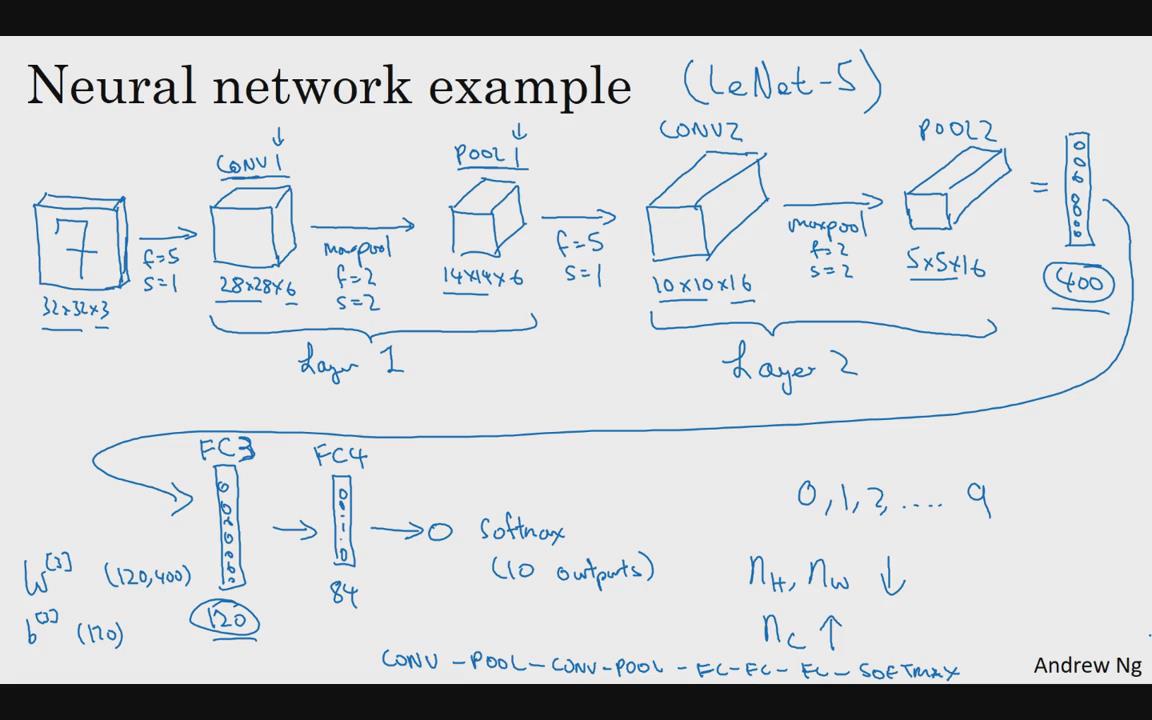 Neural network example (LeNet-5)
CONV1
POOL1
CONV2
POOL2
7
f=5
s=1
maxpool
f=2
s=2
f=5
s=1
maxpool
f=2
s=2
=
32×32×3
28×28×6
14×14×6
10×10×16
5×5×16
400
Layer 1
Layer 2
FC3
FC4
0,1,2,....9
Softmax
(10 outputs)
W[3] (120,400)
b[3] (120)
120
84
nH, nW ↓
nC ↑
CONV-POOL-CONV-POOL-FC-FC-FC-SOFTMAX
Andrew Ng